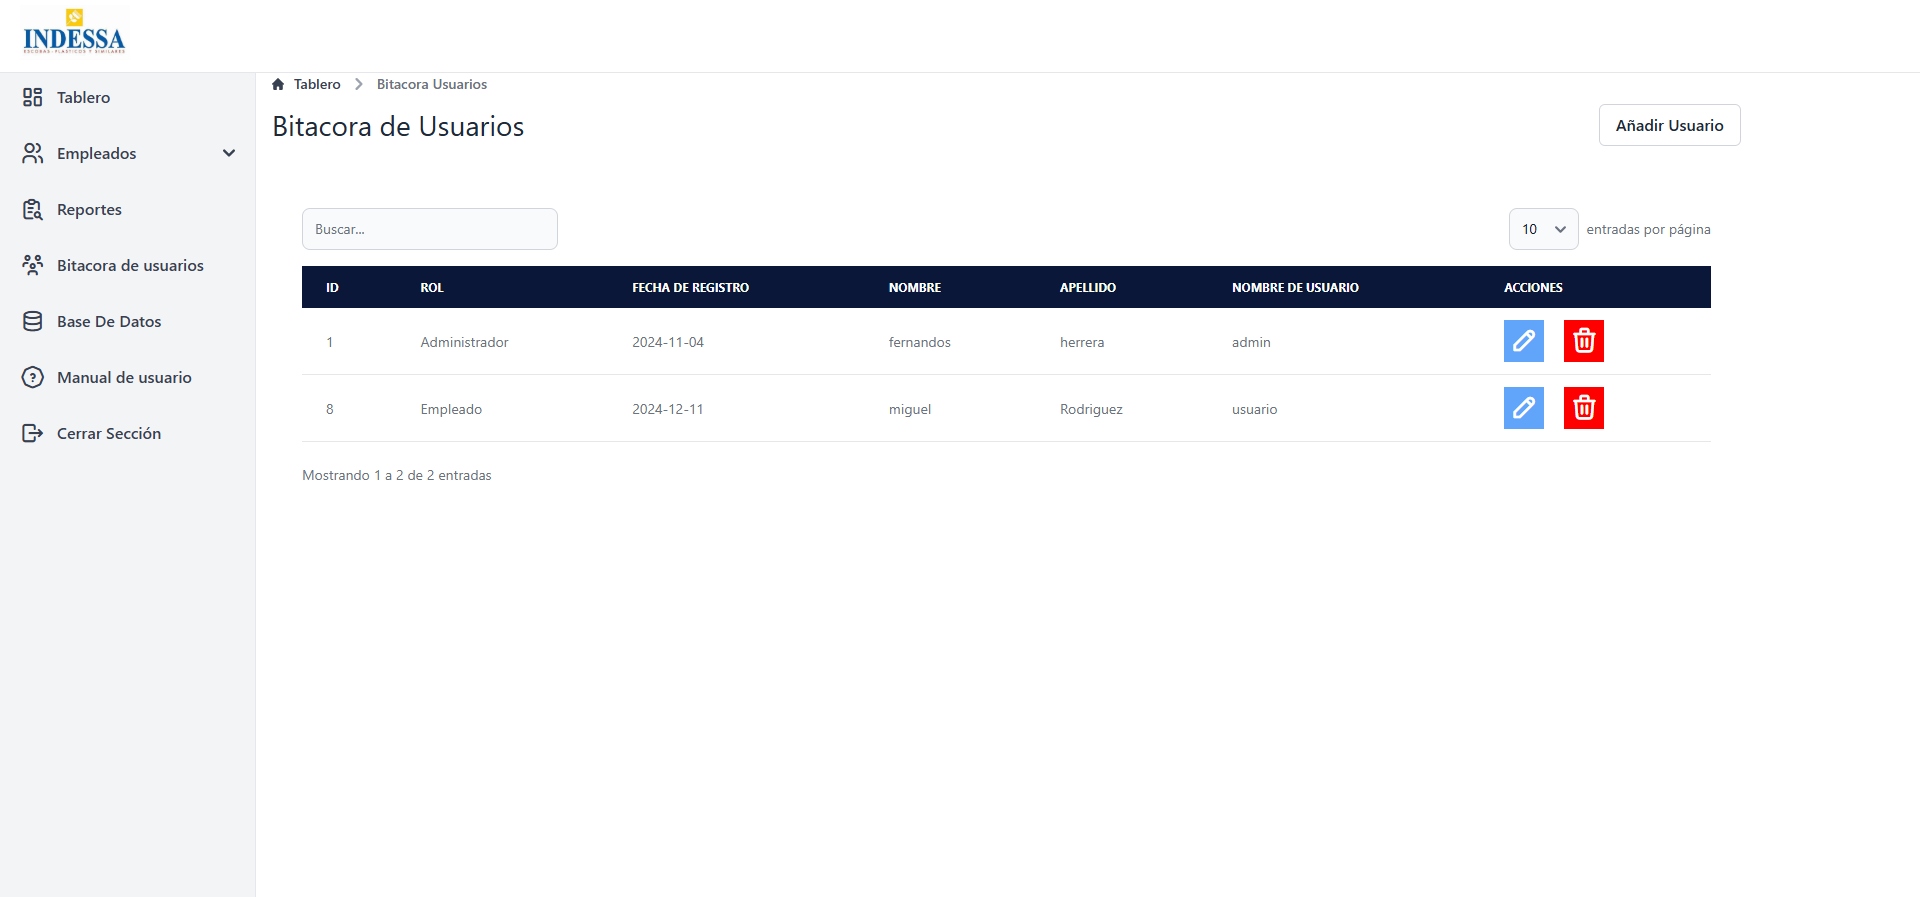 INDESSA
ESCOBAS - PLASTICOS Y SIMILARES
Tablero
Empleados
Reportes
Bitacora de usuarios
Base De Datos
Manual de usuario
Cerrar Sección
Tablero Bitacora Usuarios
Bitacora de Usuarios
Añadir Usuario
Buscar...
10 entradas por página
ID ROL FECHA DE REGISTRO NOMBRE APELLIDO NOMBRE DE USUARIO ACCIONES
1 Administrador 2024-11-04 fernandos herrera admin
8 Empleado 2024-12-11 miguel Rodriguez usuario
Mostrando 1 a 2 de 2 entradas